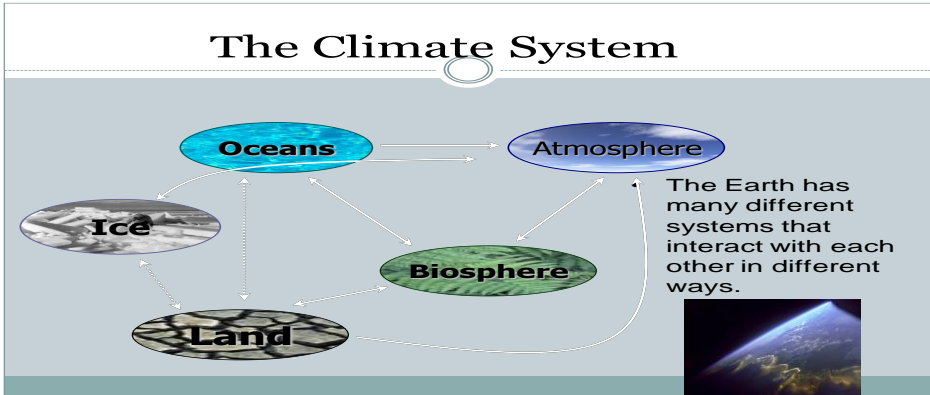 The Climate System
Oceans
Atmosphere
Ice
Biosphere
Land
The Earth has
many different
systems that
interact with each
other in different
ways.